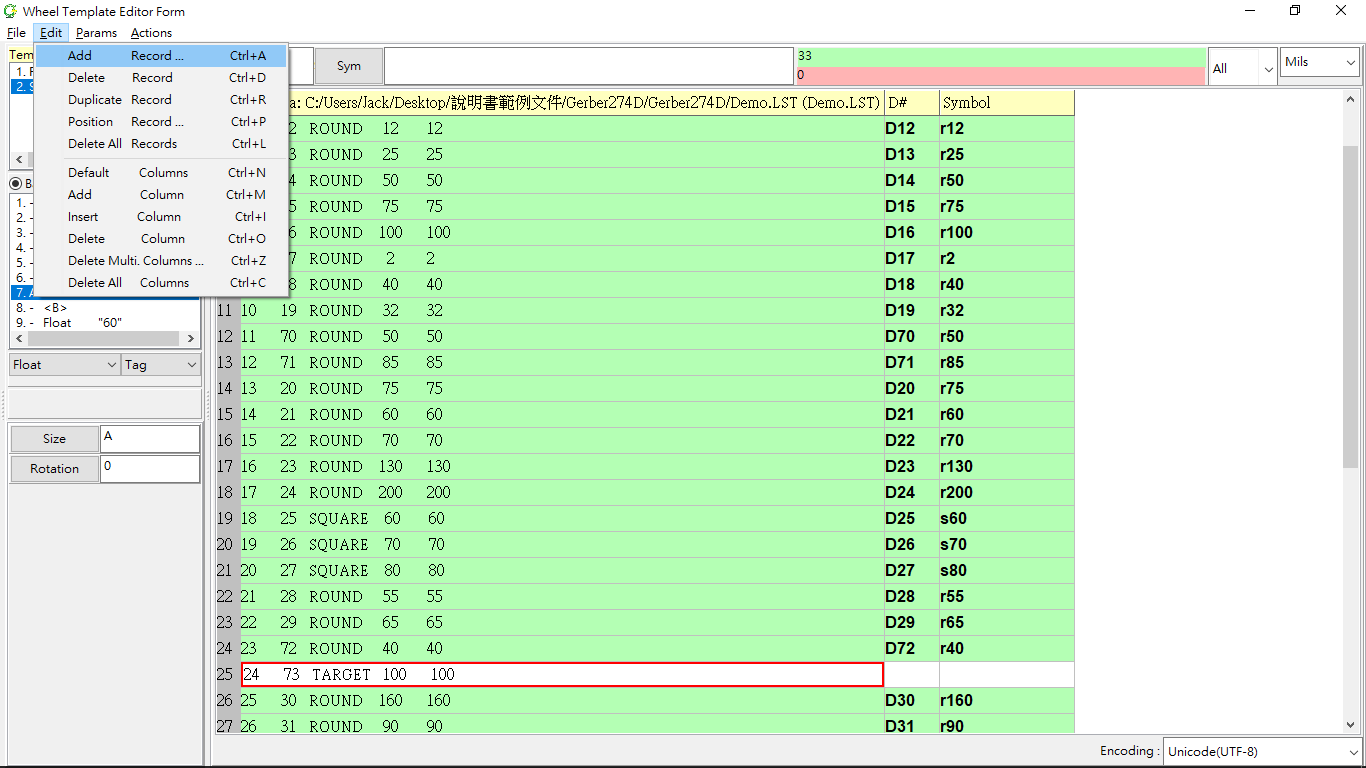 Wheel Template Editor Form
File Edit Params Actions
Tem
1. F
2. S
Add Record ... Ctrl+A
Delete Record Ctrl+D
Duplicate Record Ctrl+R
Position Record ... Ctrl+P
Delete All Records Ctrl+L
Default Columns Ctrl+N
Add Column Ctrl+M
Insert Column Ctrl+I
Delete Column Ctrl+O
Delete Multi. Columns ... Ctrl+Z
Delete All Columns Ctrl+C
Sym
33
0
All
Mils
B
1. -
2. -
3. -
4. -
5. -
6. -
7. A
8. - <B>
9. - Float "60"
Float Tag
Size A
Rotation 0
a: C:/Users/Jack/Desktop/說明書範例文件/Gerber274D/Gerber274D/Demo.LST (Demo.LST) D# Symbol
2 ROUND 12 12 D12 r12
3 ROUND 25 25 D13 r25
4 ROUND 50 50 D14 r50
5 ROUND 75 75 D15 r75
6 ROUND 100 100 D16 r100
7 ROUND 2 2 D17 r2
8 ROUND 40 40 D18 r40
11 10 19 ROUND 32 32 D19 r32
12 11 70 ROUND 50 50 D70 r50
13 12 71 ROUND 85 85 D71 r85
14 13 20 ROUND 75 75 D20 r75
15 14 21 ROUND 60 60 D21 r60
16 15 22 ROUND 70 70 D22 r70
17 16 23 ROUND 130 130 D23 r130
18 17 24 ROUND 200 200 D24 r200
19 18 25 SQUARE 60 60 D25 s60
20 19 26 SQUARE 70 70 D26 s70
21 20 27 SQUARE 80 80 D27 s80
22 21 28 ROUND 55 55 D28 r55
23 22 29 ROUND 65 65 D29 r65
24 23 72 ROUND 40 40 D72 r40
25 24 73 TARGET 100 100
26 25 30 ROUND 160 160 D30 r160
27 26 31 ROUND 90 90 D31 r90
Encoding : Unicode(UTF-8)